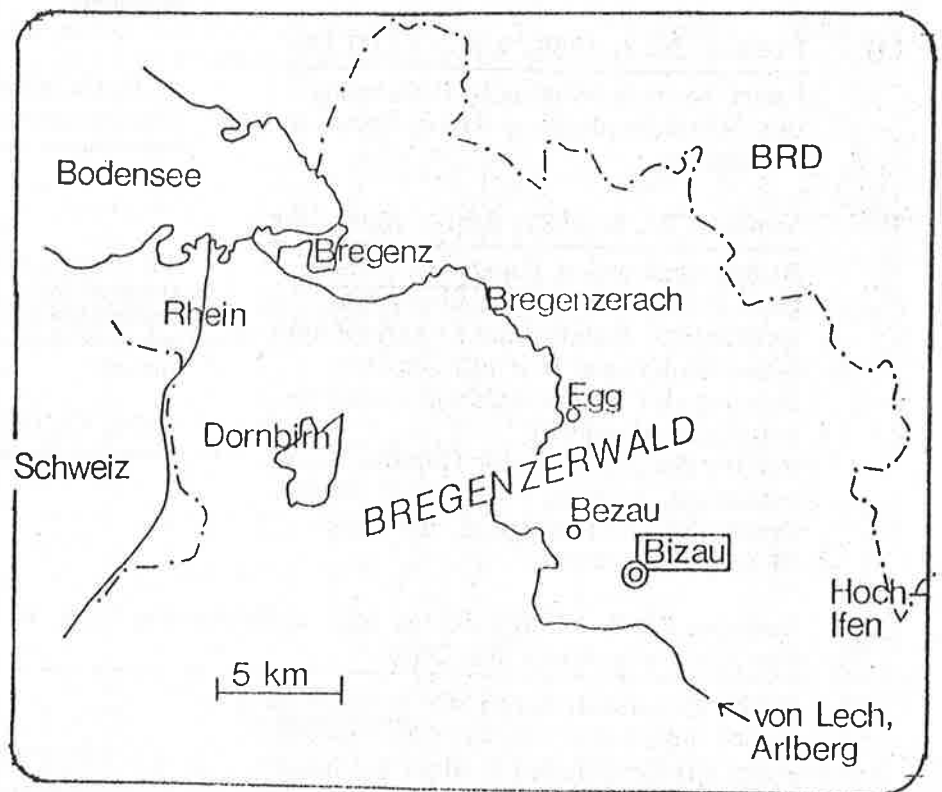 BRD
Bodensee
Bregenz
Rhein
Bregenzerach
Egg
Dornbirn
Schweiz
BREGENZERWALD
Bezau
Bizau
Hoch
Ifen
5 km
von Lech,
Arlberg